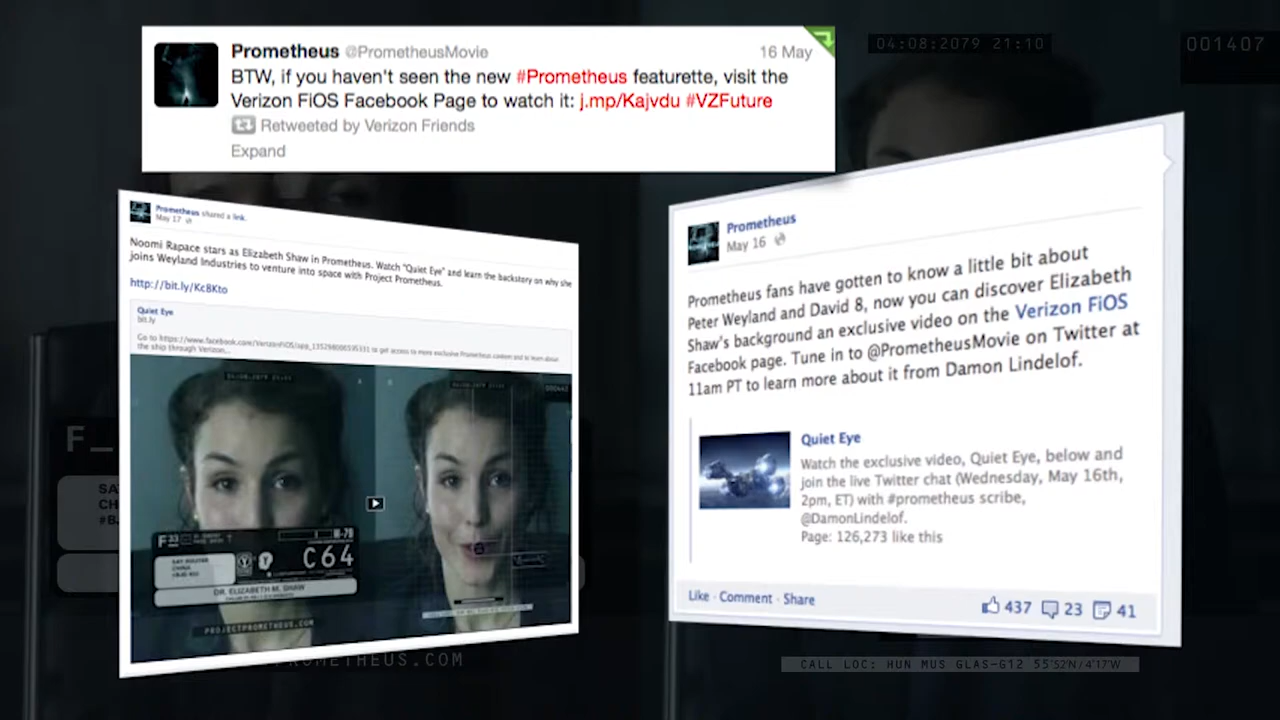 Prometheus @PrometheusMovie 16 May
BTW, if you haven't seen the new #Prometheus featurette, visit the
Verizon FiOS Facebook Page to watch it: j.mp/Kajvdu #VZFuture
Retweeted by Verizon Friends
Expand
04:08:2079 21:10
001407
Prometheus shared a link.
May 17
Noomi Rapace stars as Elizabeth Shaw in Prometheus. Watch "Quiet Eye" and learn the backstory on why she
joins Weyland Industries to venture into space with Project Prometheus.
http://bit.ly/Kc8Kto
Quiet Eye
bit.ly
to get access to more exclusive Prometheus content and to learn about
the ship through Verizon...
F33
M-70
C64
SAY
CHINA
DR. ELIZABETH M. SHAW
PROJECTPROMETHEUS.COM
Prometheus
May 16
Prometheus fans have gotten to know a little bit about
Peter Weyland and David 8, now you can discover Elizabeth
Shaw's background an exclusive video on the Verizon FiOS
Facebook page. Tune in to @PrometheusMovie on Twitter at
11am PT to learn more about it from Damon Lindelof.
Quiet Eye
Watch the exclusive video, Quiet Eye, below and
join the live Twitter chat (Wednesday, May 16th,
2pm, ET) with #prometheus scribe,
@DamonLindelof.
Page: 126,273 like this
Like · Comment · Share 437 23 41
F_
PROMETHEUS.COM
CALL LOC: HUN MUS GLAS-G12 55°52'N / 4°17'W